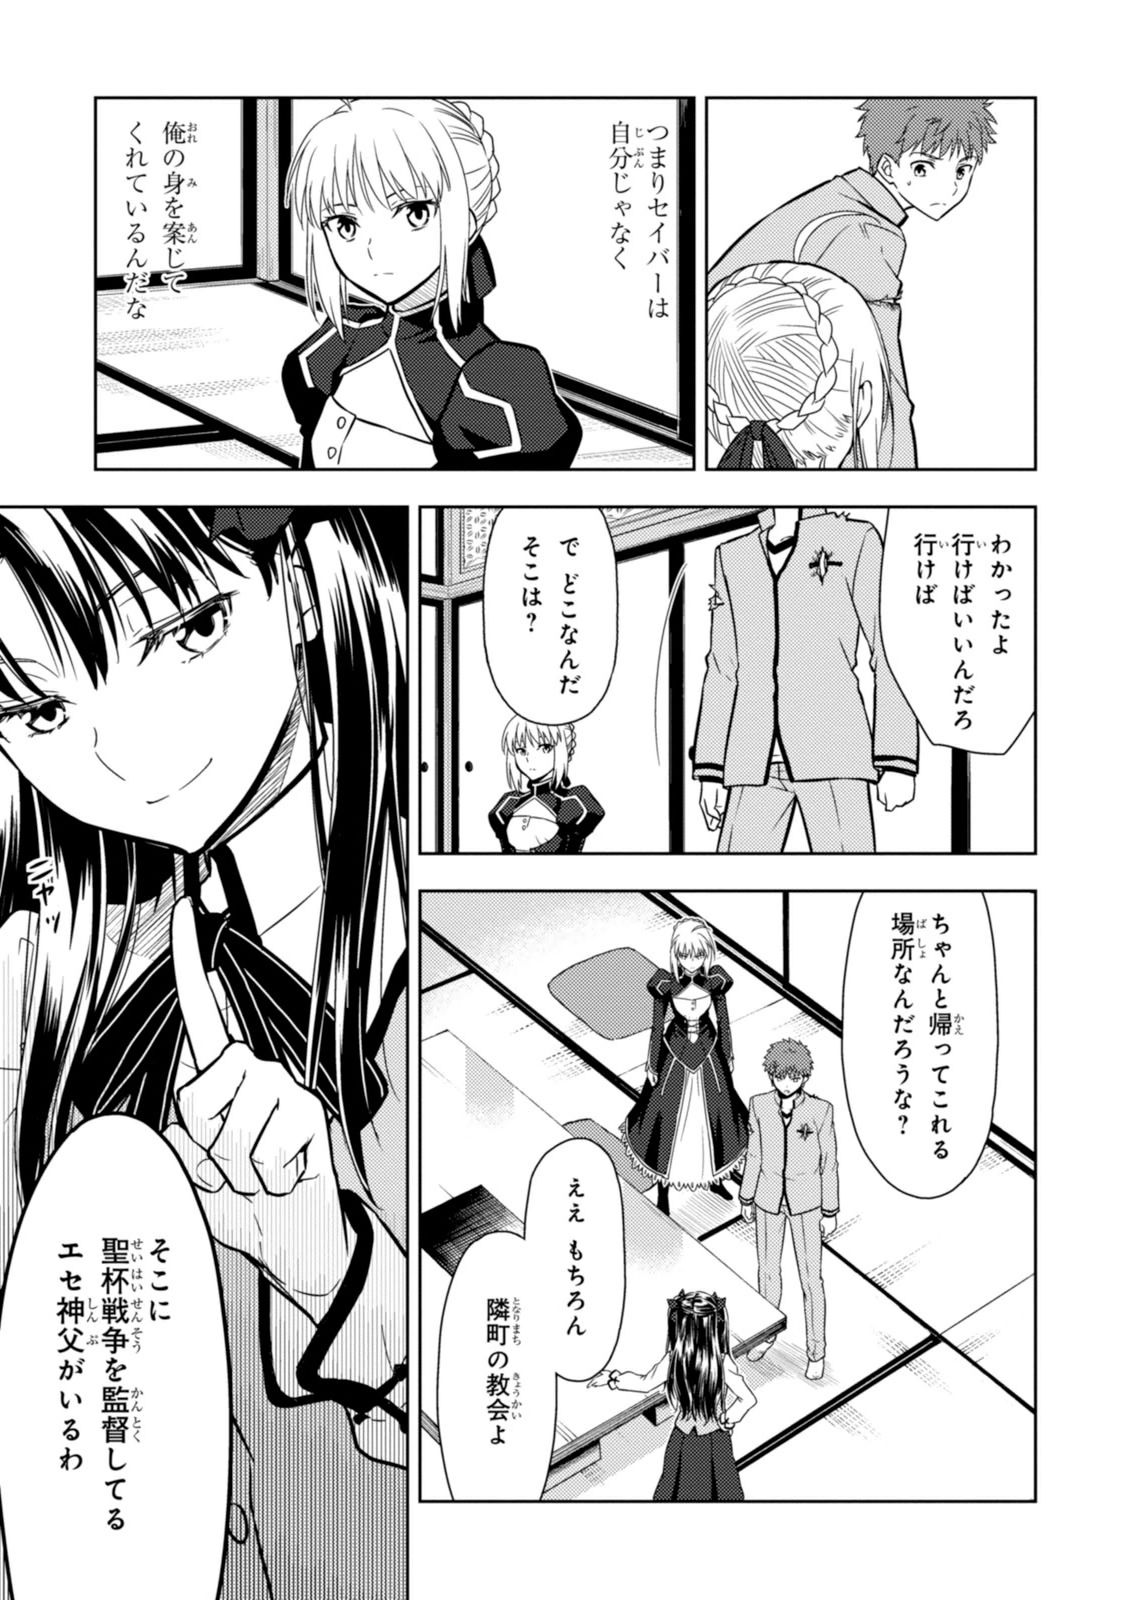 つまりセイバーは
自分じゃなく
俺の身を案じて
くれているんだな
わかったよ
行けばいいんだろ
行けば
で どこなんだ
そこは?
ちゃんと帰ってこれる
場所なんだろうな?
ええ もちろん
隣町の教会よ
ニヤッ
そこに
聖杯戦争を監督してる
エセ神父がいるわ